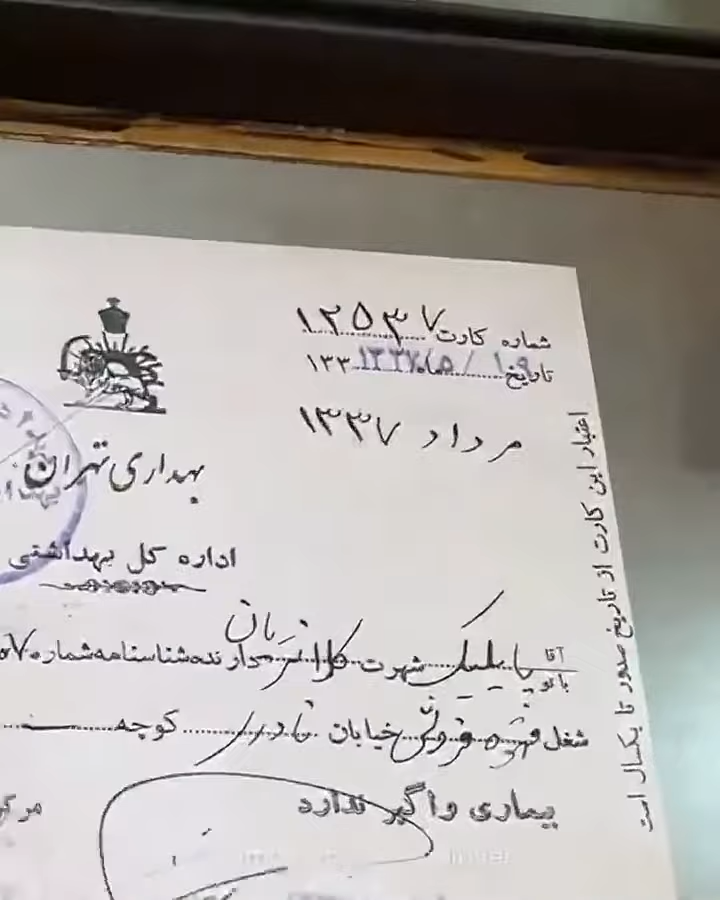 شماره کارت ۱۲۵۳۷
تاریخ ۱۹ / ۵ / ۱۳۳۷
مرداد ۱۳۳۷
بهداری تهران
اداره کل بهداشتی
آقا پاپلیک شهرت کلانتریان دارنده شناسنامه شماره
بانو
شغل قهوه فروش خیابان نادری کوچه
بیماری واگیر ندارد
اعتبار این کارت از تاریخ صدور تا یکسال است